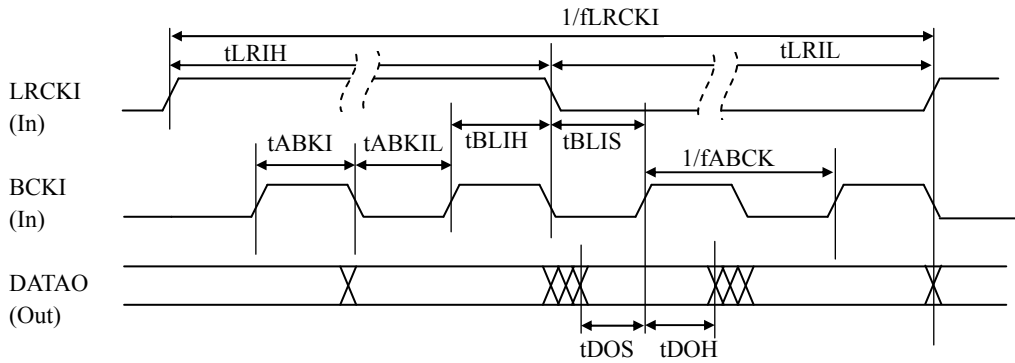 1/fLRCKI
tLRIH
tLRIL
LRCKI
(In)
tABKI
tABKIL
tBLIH
tBLIS
1/fABCK
BCKI
(In)
DATAO
(Out)
tDOS
tDOH